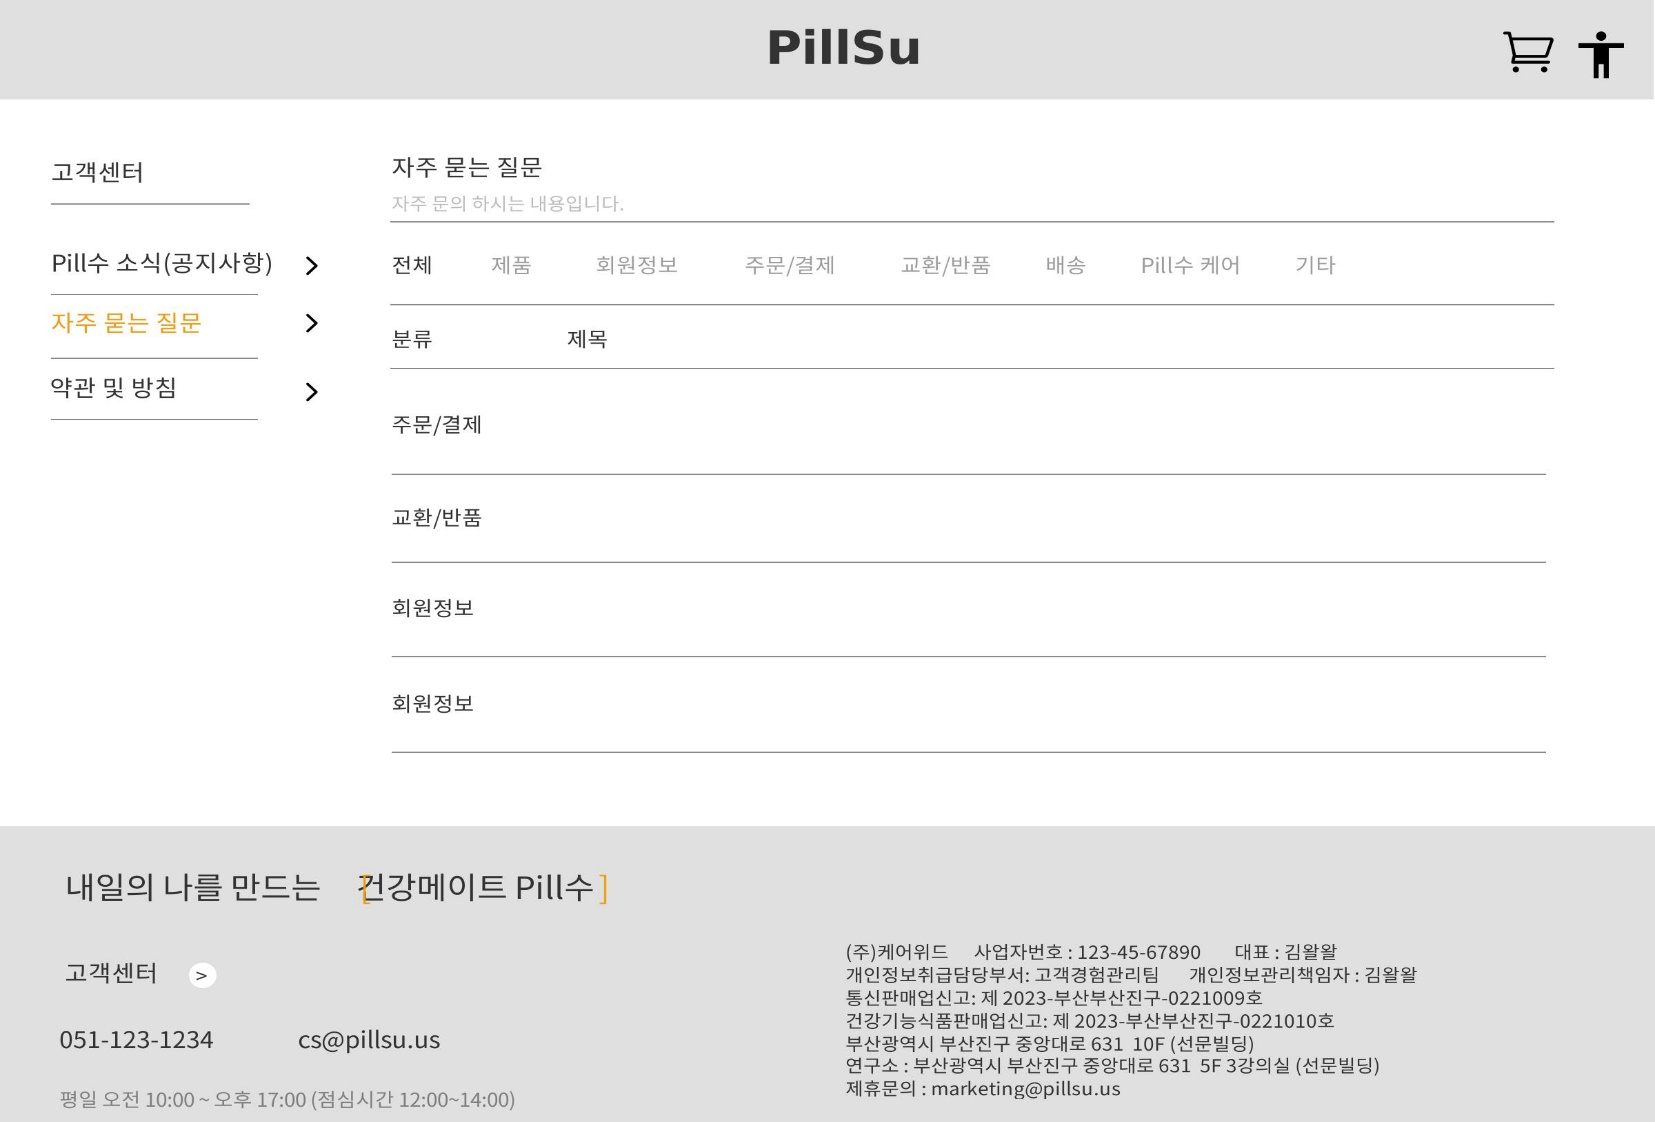 PillSu
고객센터
Pill수 소식(공지사항)
자주 묻는 질문
약관 및 방침
자주 묻는 질문
자주 문의 하시는 내용입니다.
전체 제품 회원정보 주문/결제 교환/반품 배송 Pill수 케어 기타
분류 제목
주문/결제
교환/반품
회원정보
회원정보
내일의 나를 만드는 [건강메이트 Pill수 ]
고객센터 >
051-123-1234 cs@pillsu.us
평일 오전 10:00 ~ 오후 17:00 (점심시간 12:00~14:00)
(주)케어위드 사업자번호 : 123-45-67890 대표 : 김왈왈
개인정보취급담당부서: 고객경험관리팀 개인정보관리책임자 : 김왈왈
통신판매업신고: 제 2023-부산부산진구-0221009호
건강기능식품판매업신고: 제 2023-부산부산진구-0221010호
부산광역시 부산진구 중앙대로 631 10F (선문빌딩)
연구소 : 부산광역시 부산진구 중앙대로 631 5F 3강의실 (선문빌딩)
제휴문의 : marketing@pillsu.us